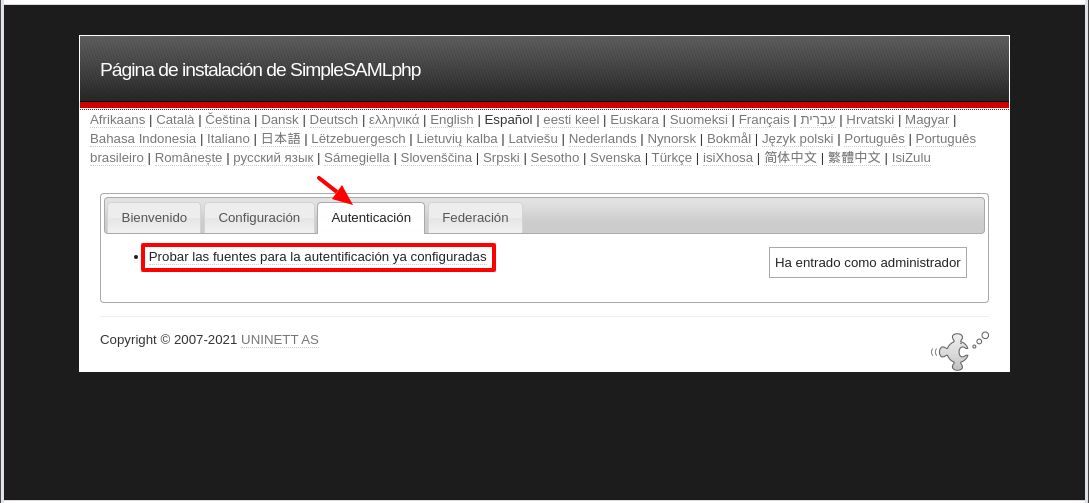 Página de instalación de SimpleSAMLphp
Afrikaans | Català | Čeština | Dansk | Deutsch | ελληνικά | English | Español | eesti keel | Euskara | Suomeksi | Français | עִבְרִית | Hrvatski | Magyar |
Bahasa Indonesia | Italiano | 日本語 | Lëtzebuergesch | Lietuvių kalba | Latviešu | Nederlands | Nynorsk | Bokmål | Język polski | Português | Português
brasileiro | Românește | русский язык | Sámegiella | Slovenščina | Srpski | Sesotho | Svenska | Türkçe | isiXhosa | 简体中文 | 繁體中文 | IsiZulu
Bienvenido Configuración Autenticación Federación
• Probar las fuentes para la autentificación ya configuradas
Ha entrado como administrador
Copyright © 2007-2021 UNINETT AS